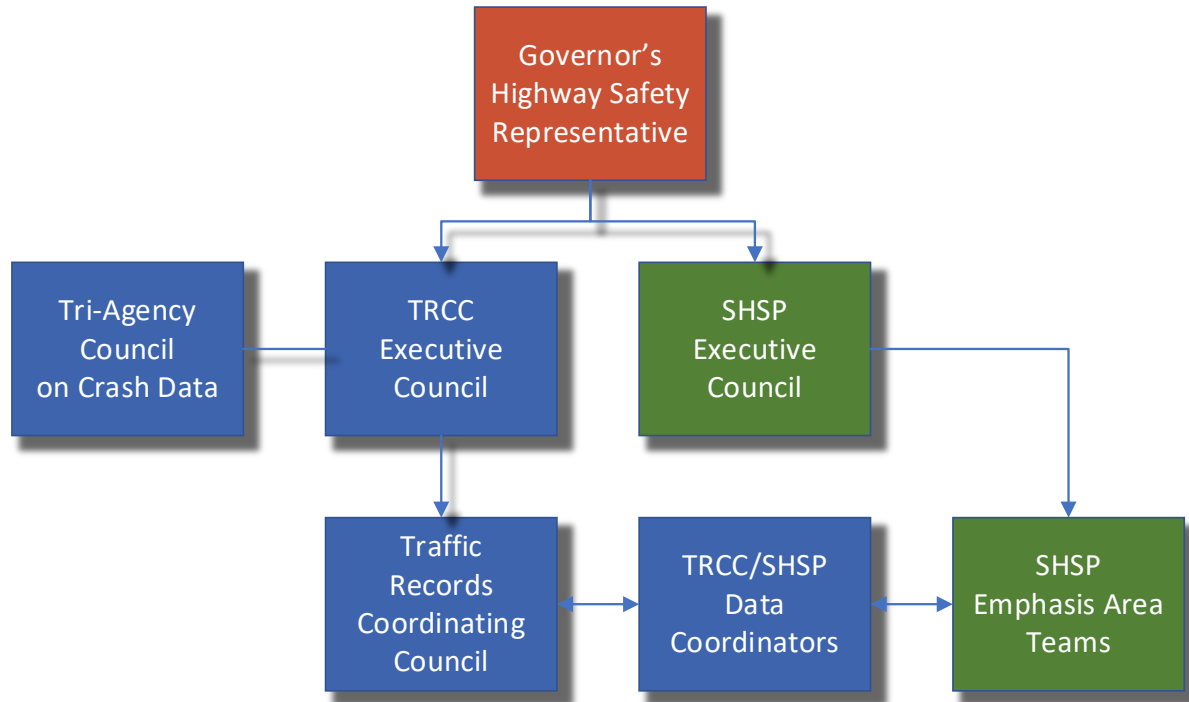 Governor’s
Highway Safety
Representative
Tri-Agency
Council
on Crash Data
TRCC
Executive
Council
SHSP
Executive
Council
Traffic
Records
Coordinating
Council
TRCC/SHSP
Data
Coordinators
SHSP
Emphasis Area
Teams